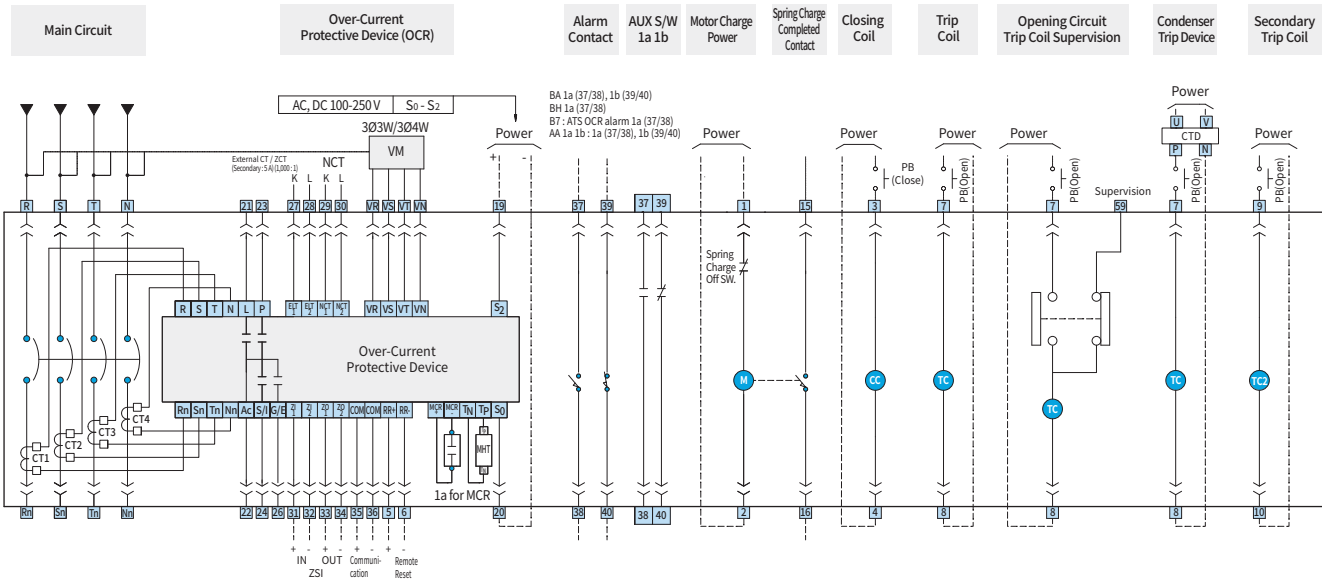 Main Circuit
Over-Current
Protective Device (OCR)
Alarm
Contact
AUX S/W
1a 1b
Motor Charge
Power
Spring Charge
Completed
Contact
Closing
Coil
Trip
Coil
Opening Circuit
Trip Coil Supervision
Condenser
Trip Device
Secondary
Trip Coil
AC, DC 100-250 V
S0 - S2
BA 1a (37/38), 1b (39/40)
BH 1a (37/38)
B7 : ATS OCR alarm 1a (37/38)
AA 1a 1b : 1a (37/38), 1b (39/40)
3Ø3W/3Ø4W
VM
External CT / ZCT
(Secondary : 5 A) (1,000 : 1)
NCT
K L K L
Power
+ -
Power
Power
Power
Power
Power
U V
CTD
P N
Power
PB
(Close)
PB(Open)
PB(Open)
Supervision
PB(Open)
PB(Open)
R S T N 21 23 27 28 29 30 VR VS VT VN 19 37 39 37 39 1 15 3 7 7 59 7 9
Spring
Charge
Off SW.
R S T N L P ELT 1 ELT 2 NCT 1 NCT 2 VR VS VT VN S2
Over-Current
Protective Device
M CC TC TC TC TC2
Rn Sn Tn Nn Ac S/I G/E ZI 1 ZI 2 ZO 1 ZO 2 COM COM RR+ RR- MCR + MCR - TN TP S0
CT1
CT2
CT3
CT4
MHT
1a for MCR
Rn Sn Tn Nn 22 24 26 31 32 33 34 35 36 5 6 20 38 40 38 40 2 16 4 8 8 8 10
+ - + - + - + -
IN OUT
ZSI
Communi-
cation
Remote
Reset